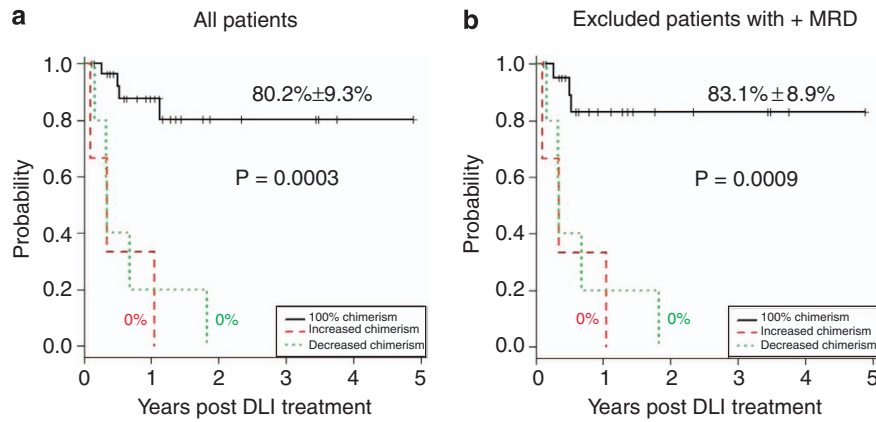 a
All patients
1.0
0.8
0.6
0.4
0.2
0.0
Probability
80.2%±9.3%
P = 0.0003
0%
0%
100% chimerism
Increased chimerism
Decreased chimerism
0
1
2
3
4
5
Years post DLI treatment
b
Excluded patients with + MRD
1.0
0.8
0.6
0.4
0.2
0.0
Probability
83.1%±8.9%
P = 0.0009
0%
0%
100% chimerism
Increased chimerism
Decreased chimerism
0
1
2
3
4
5
Years post DLI treatment